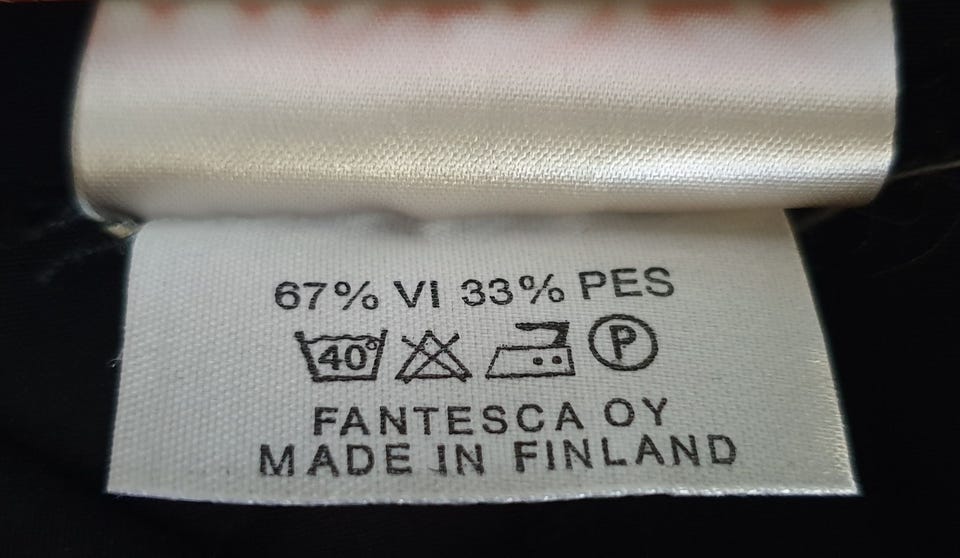 67% VI 33% PES
40° P
FANTESCA OY
MADE IN FINLAND